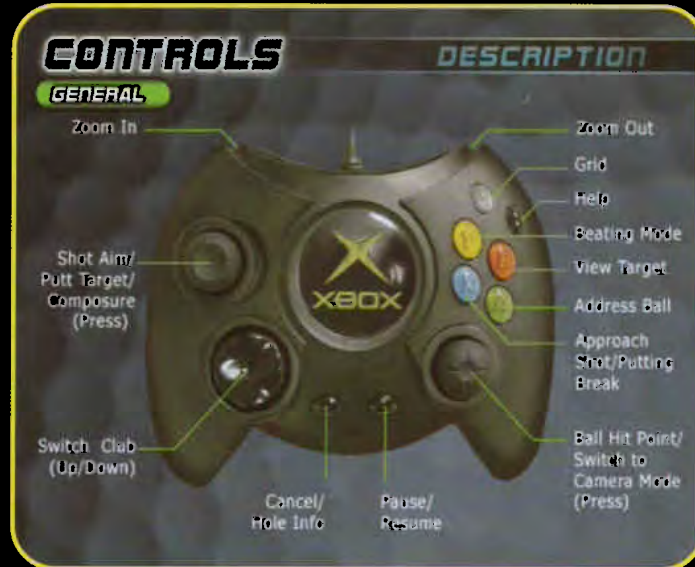 CONTROLS
DESCRIPTION
GENERAL
Zoom In
Zoom Out
Grid
Help
Beating Mode
View Target
Address Ball
Approach
Shot/Putting
Break
Ball Hit Point/
Switch to
Camera Mode
(Press)
Shot Aim/
Putt Target/
Composure
(Press)
XBOX
Switch Club
(Up/Down)
Cancel/
Hole Info
Pause/
Resume